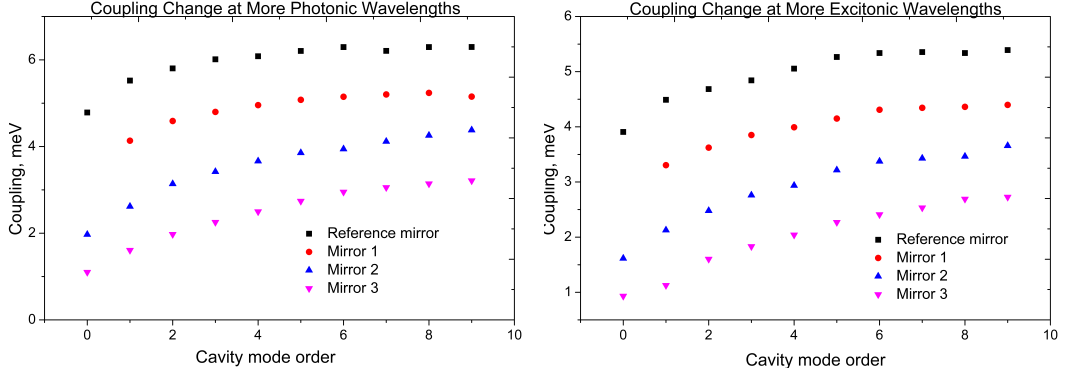 Coupling Change at More Photonic Wavelengths
6
4
2
0
Coupling, meV
Reference mirror
Mirror 1
Mirror 2
Mirror 3
0 2 4 6 8 10
Cavity mode order
Coupling Change at More Excitonic Wavelengths
6
5
4
3
2
1
Coupling, meV
Reference mirror
Mirror 1
Mirror 2
Mirror 3
0 2 4 6 8 10
Cavity mode order